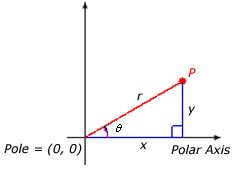 P
r
y
θ
Pole = (0, 0)
x
Polar Axis